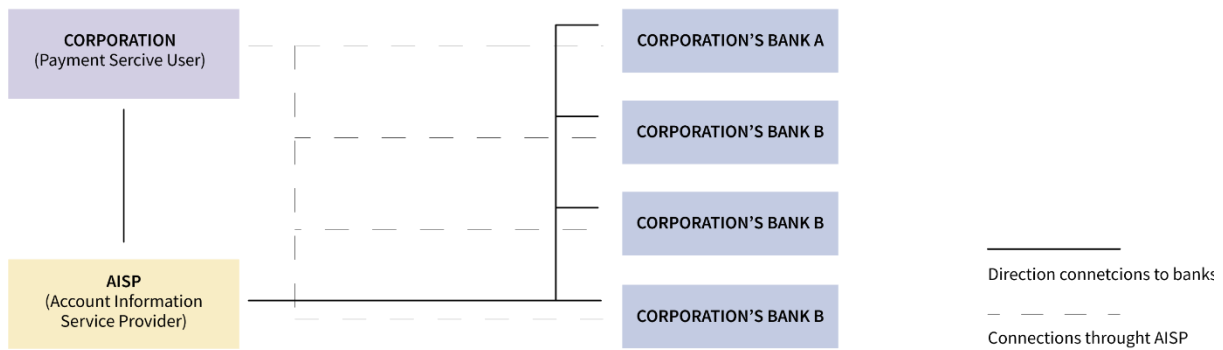 CORPORATION
(Payment Sercive User)
CORPORATION’S BANK A
CORPORATION’S BANK B
CORPORATION’S BANK B
AISP
(Account Information
Service Provider)
CORPORATION’S BANK B
Direction connetcions to banks
Connections throught AISP